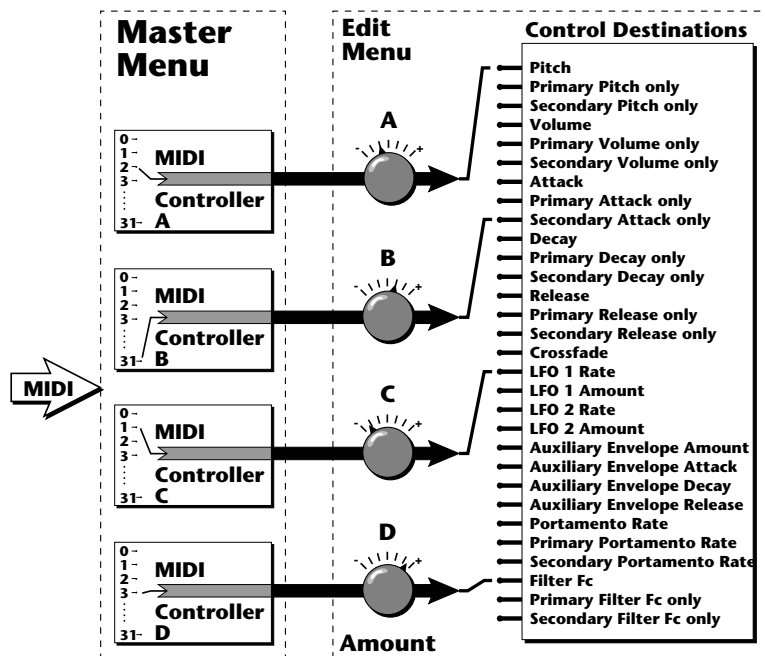 Master
Menu
Edit
Menu
Control Destinations
MIDI
0
1
2
3
31
MIDI
Controller
A
0
1
2
3
31
MIDI
Controller
B
0
1
2
3
31
MIDI
Controller
C
0
1
2
3
31
MIDI
Controller
D
A
- +
B
- +
C
- +
D
- +
Amount
Pitch
Primary Pitch only
Secondary Pitch only
Volume
Primary Volume only
Secondary Volume only
Attack
Primary Attack only
Secondary Attack only
Decay
Primary Decay only
Secondary Decay only
Release
Primary Release only
Secondary Release only
Crossfade
LFO 1 Rate
LFO 1 Amount
LFO 2 Rate
LFO 2 Amount
Auxiliary Envelope Amount
Auxiliary Envelope Attack
Auxiliary Envelope Decay
Auxiliary Envelope Release
Portamento Rate
Primary Portamento Rate
Secondary Portamento Rate
Filter Fc
Primary Filter Fc only
Secondary Filter Fc only